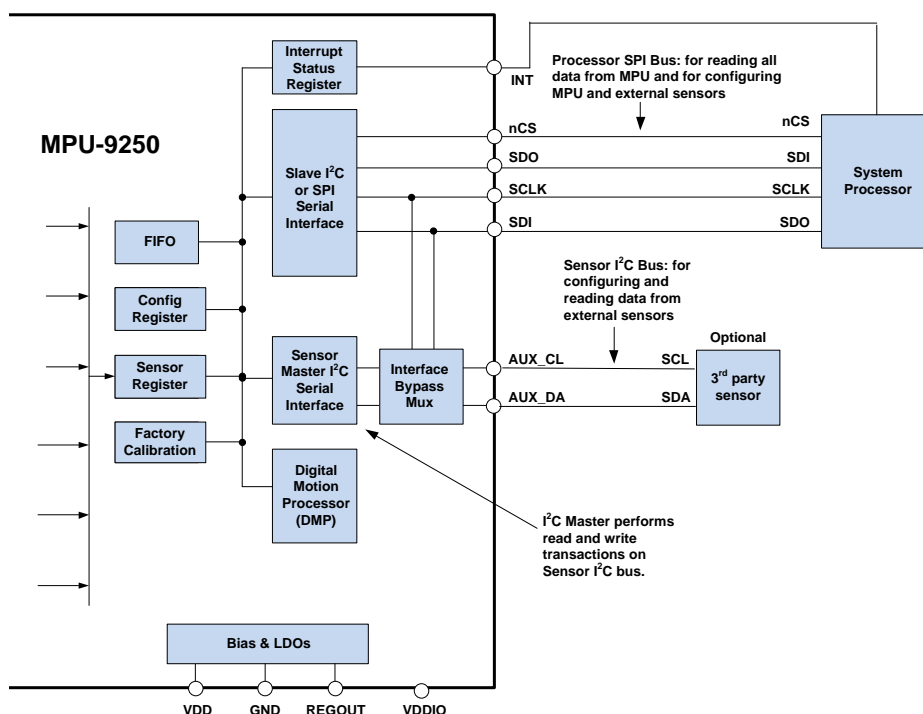 Interrupt
Status
Register
INT
Processor SPI Bus: for reading all
data from MPU and for configuring
MPU and external sensors
MPU-9250
Slave I²C
or SPI
Serial
Interface
nCS
nCS
SDO
SDI
SCLK
SCLK
SDI
SDO
System
Processor
FIFO
Config
Register
Sensor
Register
Factory
Calibration
Sensor I²C Bus: for
configuring and
reading data from
external sensors
Sensor
Master I²C
Serial
Interface
Interface
Bypass
Mux
AUX_CL
SCL
AUX_DA
SDA
Optional
3rd party
sensor
Digital
Motion
Processor
(DMP)
I²C Master performs
read and write
transactions on
Sensor I²C bus.
Bias & LDOs
VDD
GND
REGOUT
VDDIO